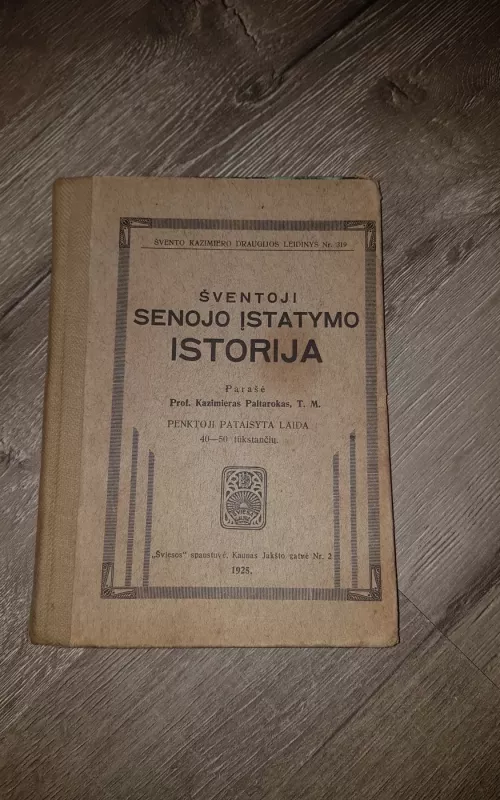 ŠVENTO KAZIMIERO DRAUGIJOS LEIDINYS Nr. 319
ŠVENTOJI
SENOJO ĮSTATYMO
ISTORIJA
Parašė
Prof. Kazimieras Paltarokas, T. M.
PENKTOJI PATAISYTA LAIDA
40—50 tūkstančių.
„Šviesos“ spaustuvė, Kaunas Jakšto gatvė Nr. 2
1925.